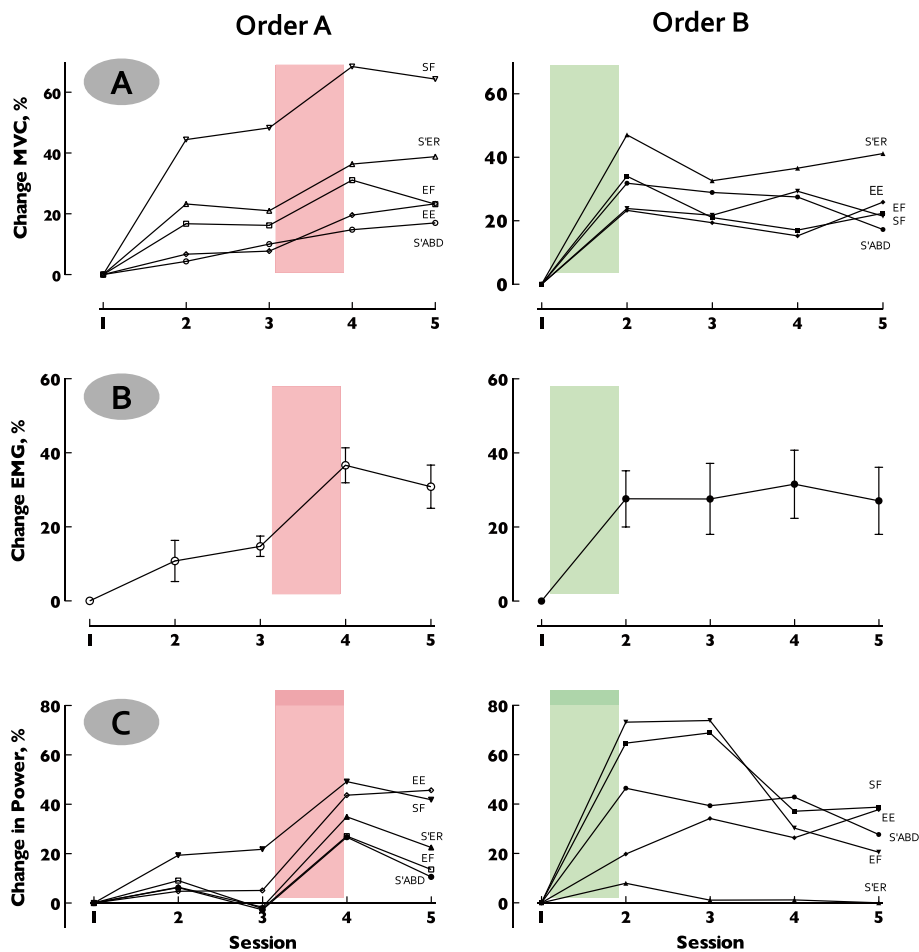 Order A
Order B
A
Change MVC, %
60
40
20
0
1 2 3 4 5
SF
S'ER
EF
EE
S'ABD
60
40
20
0
1 2 3 4 5
S'ER
EE
EF
SF
S'ABD
B
Change EMG, %
60
40
20
0
1 2 3 4 5
60
40
20
0
1 2 3 4 5
C
Change in Power, %
80
60
40
20
0
1 2 3 4 5
EE
SF
S'ER
EF
S'ABD
Session
80
60
40
20
0
1 2 3 4 5
SF
EE
S'ABD
EF
S'ER
Session